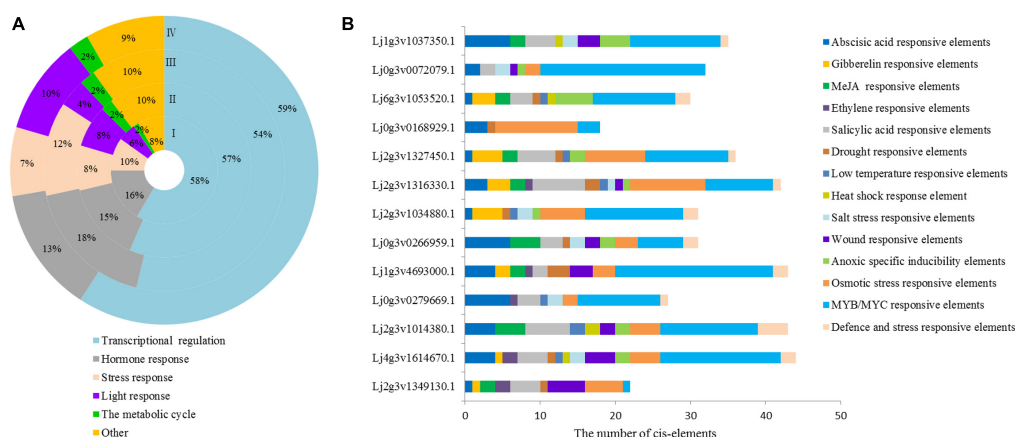 A
IV
III
II
I
9%
10%
10%
8%
2%
2%
2%
2%
10%
4%
8%
6%
7%
12%
8%
10%
13%
18%
15%
16%
59%
54%
57%
58%
Transcriptional regulation
Hormone response
Stress response
Light response
The metabolic cycle
Other
B
Lj1g3v1037350.1
Lj0g3v0072079.1
Lj6g3v1053520.1
Lj0g3v0168929.1
Lj2g3v1327450.1
Lj2g3v1316330.1
Lj2g3v1034880.1
Lj0g3v0266959.1
Lj1g3v4693000.1
Lj0g3v0279669.1
Lj2g3v1014380.1
Lj4g3v1614670.1
Lj2g3v1349130.1
0 10 20 30 40 50
The number of cis-elements
Abscisic acid responsive elements
Gibberelin responsive elements
MeJA responsive elements
Ethylene responsive elements
Salicylic acid responsive elements
Drought responsive elements
Low temperature responsive elements
Heat shock response element
Salt stress responsive elements
Wound responsive elements
Anoxic specific inducibility elements
Osmotic stress responsive elements
MYB/MYC responsive elements
Defence and stress responsive elements